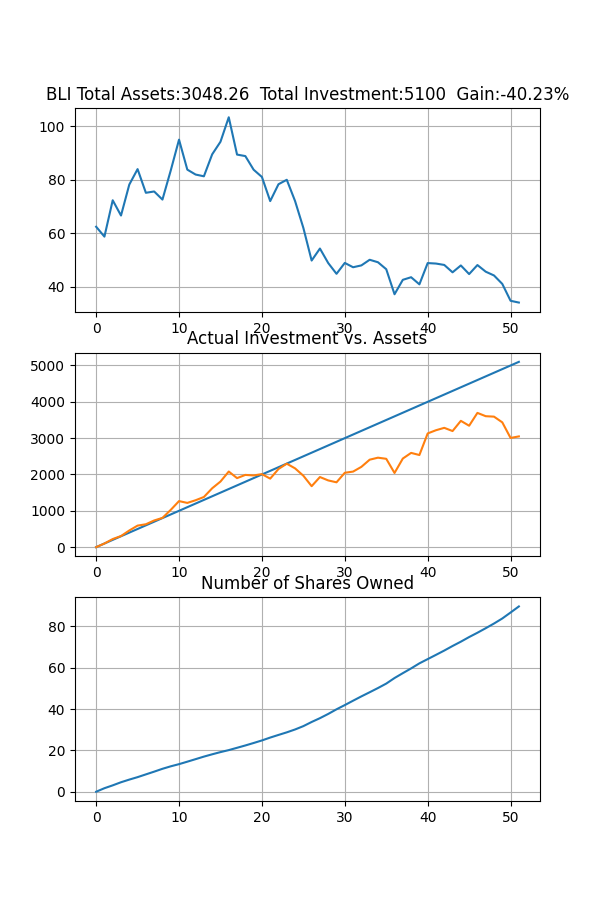 BLI Total Assets:3048.26  Total Investment:5100  Gain:-40.23%
100
80
60
40
0 10 20 30 40 50
Actual Investment vs. Assets
5000
4000
3000
2000
1000
0
0 10 20 30 40 50
Number of Shares Owned
80
60
40
20
0
0 10 20 30 40 50